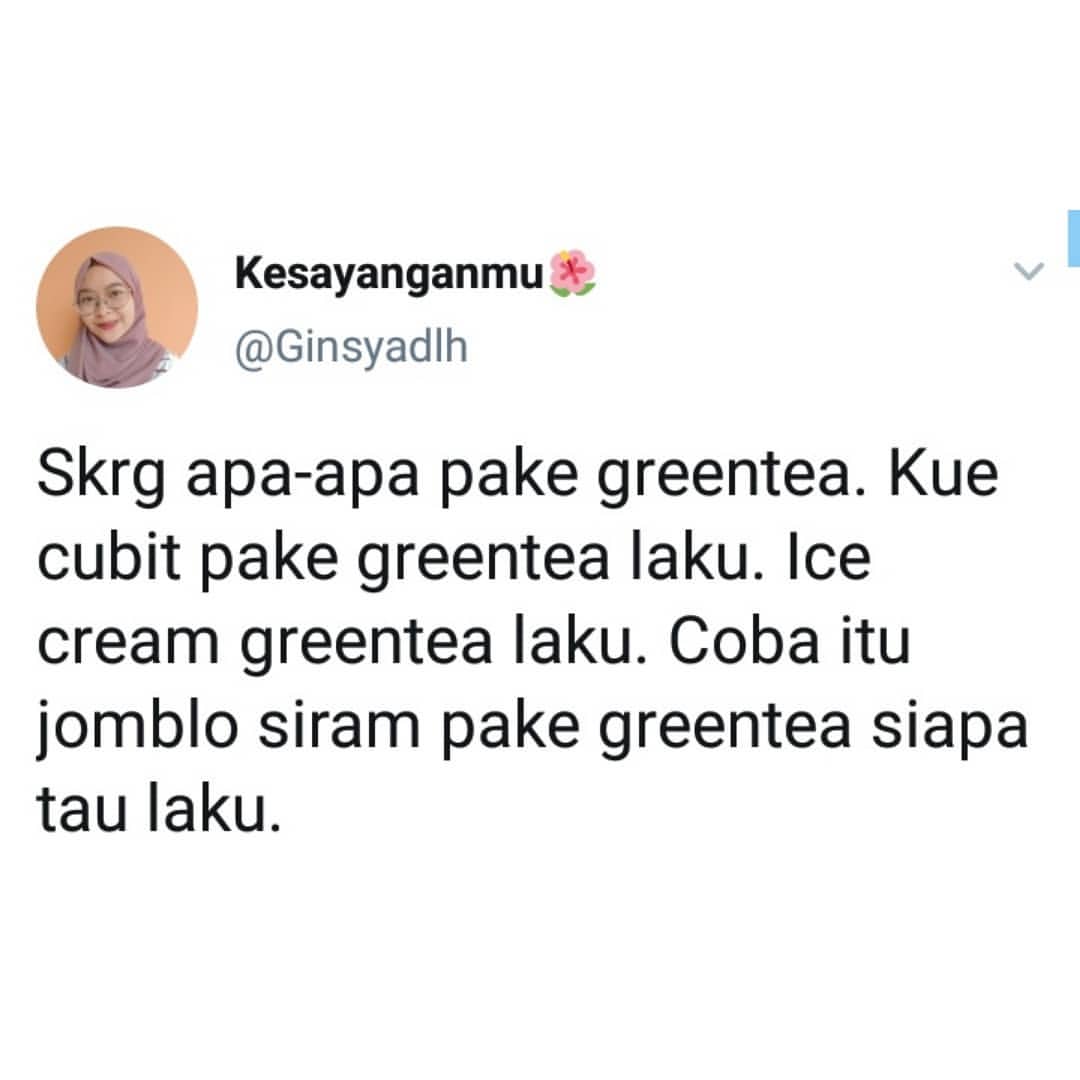 Kesayanganmu🌺
@Ginsyadlh
Skrg apa-apa pake greentea. Kue
cubit pake greentea laku. Ice
cream greentea laku. Coba itu
jomblo siram pake greentea siapa
tau laku.